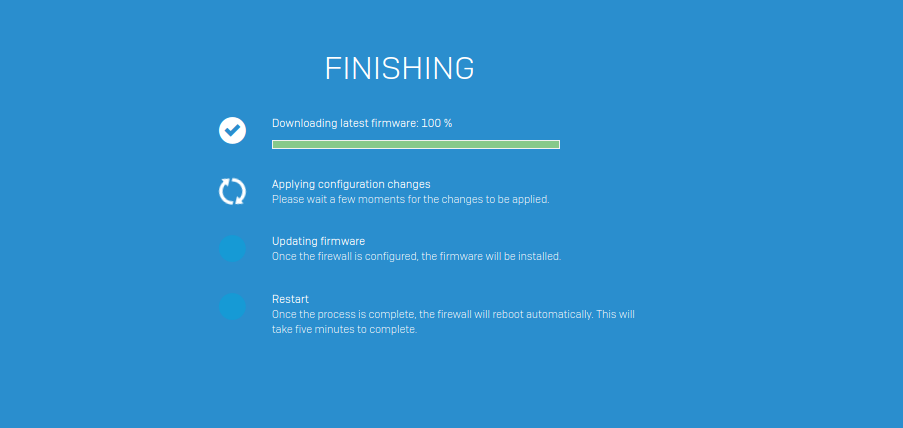 FINISHING
Downloading latest firmware: 100 %
Applying configuration changes
Please wait a few moments for the changes to be applied.
Updating firmware
Once the firewall is configured, the firmware will be installed.
Restart
Once the process is complete, the firewall will reboot automatically. This will
take five minutes to complete.